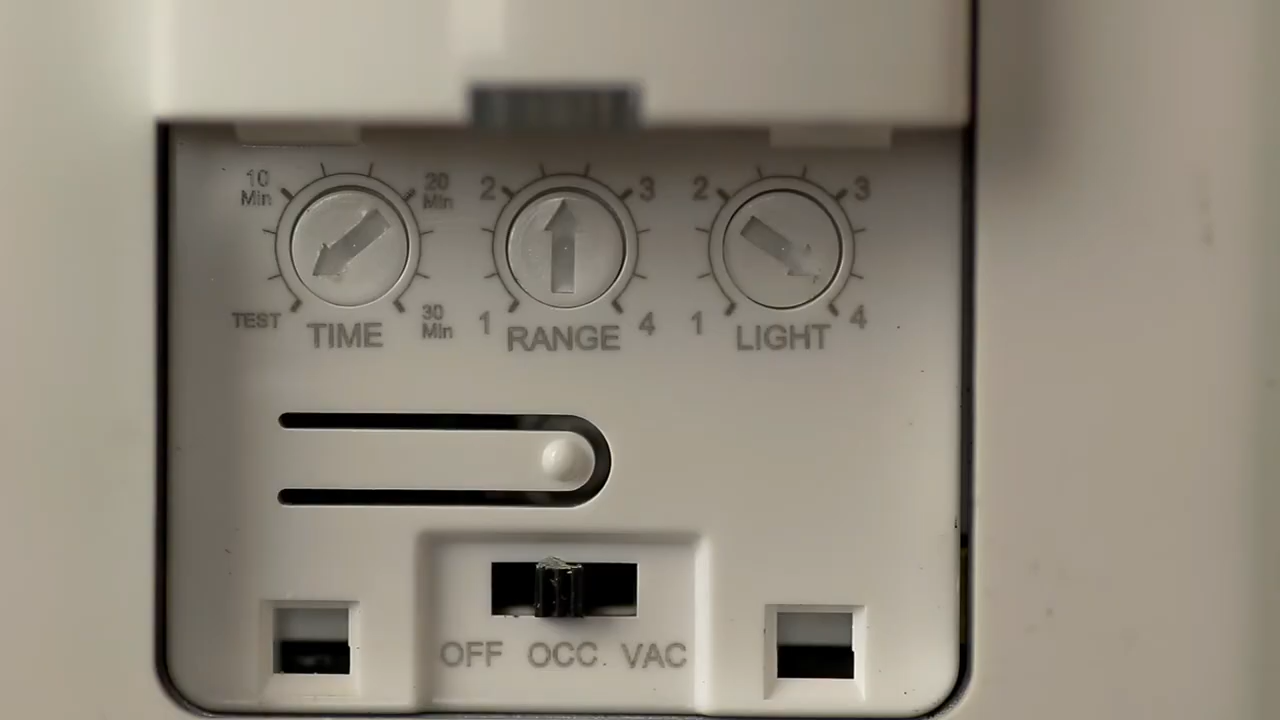 10 Min
20 Min
TEST
30 Min
TIME
2
3
1
4
RANGE
2
3
1
4
LIGHT
OFF OCC VAC